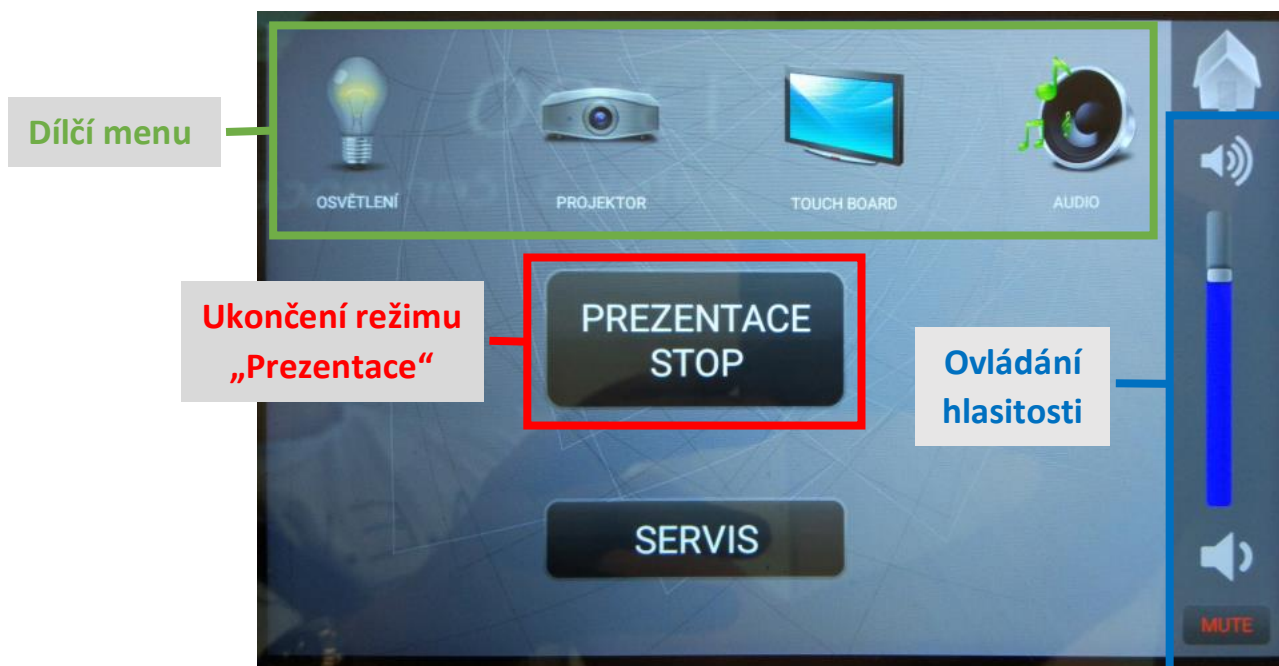 Dílčí menu
OSVĚTLENÍ
PROJEKTOR
TOUCH BOARD
AUDIO
Ukončení režimu
„Prezentace“
PREZENTACE
STOP
Ovládání
hlasitosti
SERVIS
MUTE